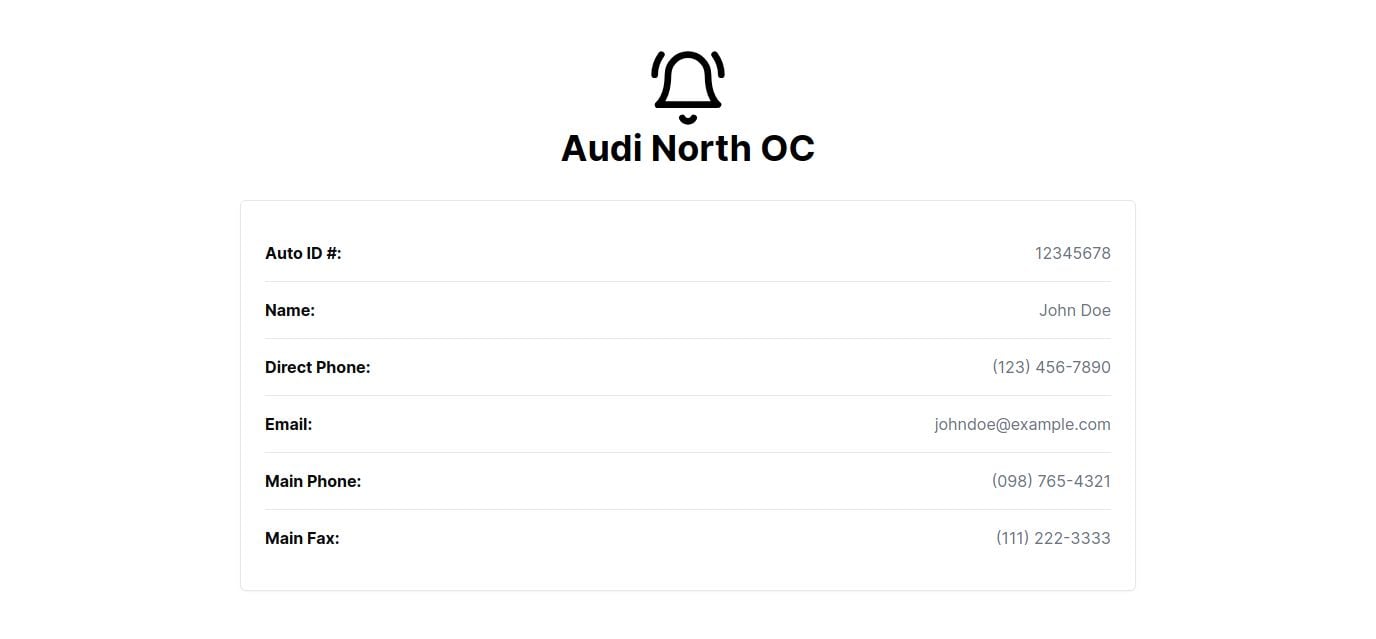 Audi North OC
Auto ID #: 12345678
Name: John Doe
Direct Phone: (123) 456-7890
Email: johndoe@example.com
Main Phone: (098) 765-4321
Main Fax: (111) 222-3333